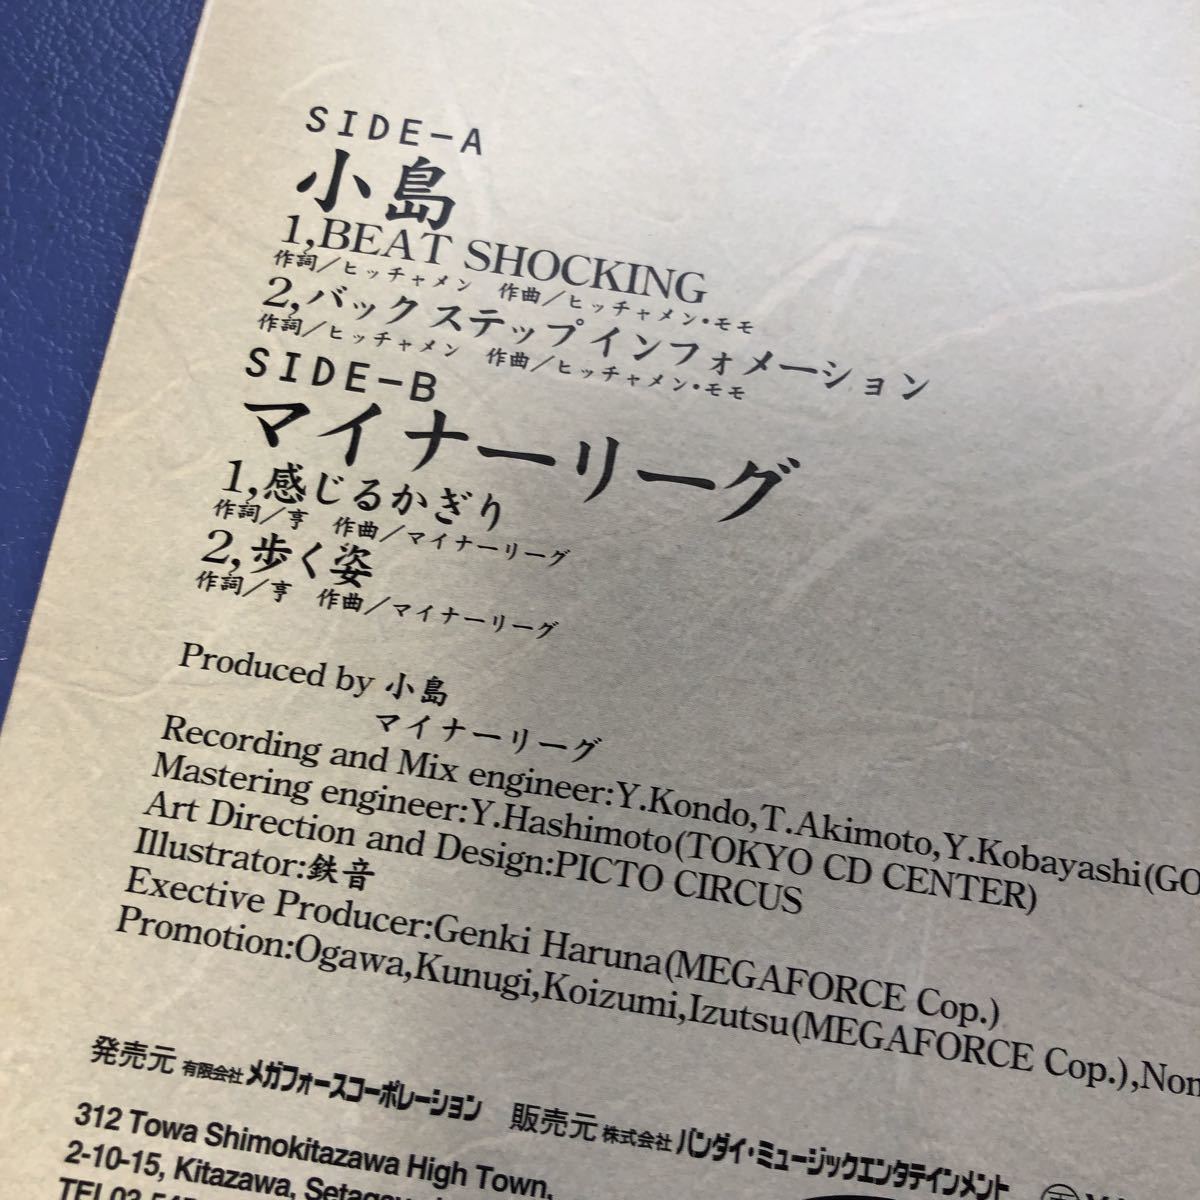 SIDE-A
小島
1,BEAT SHOCKING
作詞/ヒッチャメン 作曲/ヒッチャメン・モモ
2,バックステップインフォメーション
作詞/ヒッチャメン 作曲/ヒッチャメン・モモ
SIDE-B
マイナーリーグ
1,感じるかぎり
作詞/亨 作曲/マイナーリーグ
2,歩く姿
作詞/亨 作曲/マイナーリーグ
Produced by 小島
マイナーリーグ
Recording and Mix engineer:Y.Kondo,T.Akimoto,Y.Kobayashi(GO
Mastering engineer:Y.Hashimoto(TOKYO CD CENTER)
Art Direction and Design:PICTO CIRCUS
Illustrator:鉄音
Exective Producer:Genki Haruna(MEGAFORCE Cop.)
Promotion:Ogawa,Kunugi,Koizumi,Izutsu(MEGAFORCE Cop.),Non
発売元 有限会社 メガフォースコーポレーション 販売元 株式会社 バンダイ・ミュージックエンタテインメント
312 Towa Shimokitazawa High Town,
2-10-15, Kitazawa,